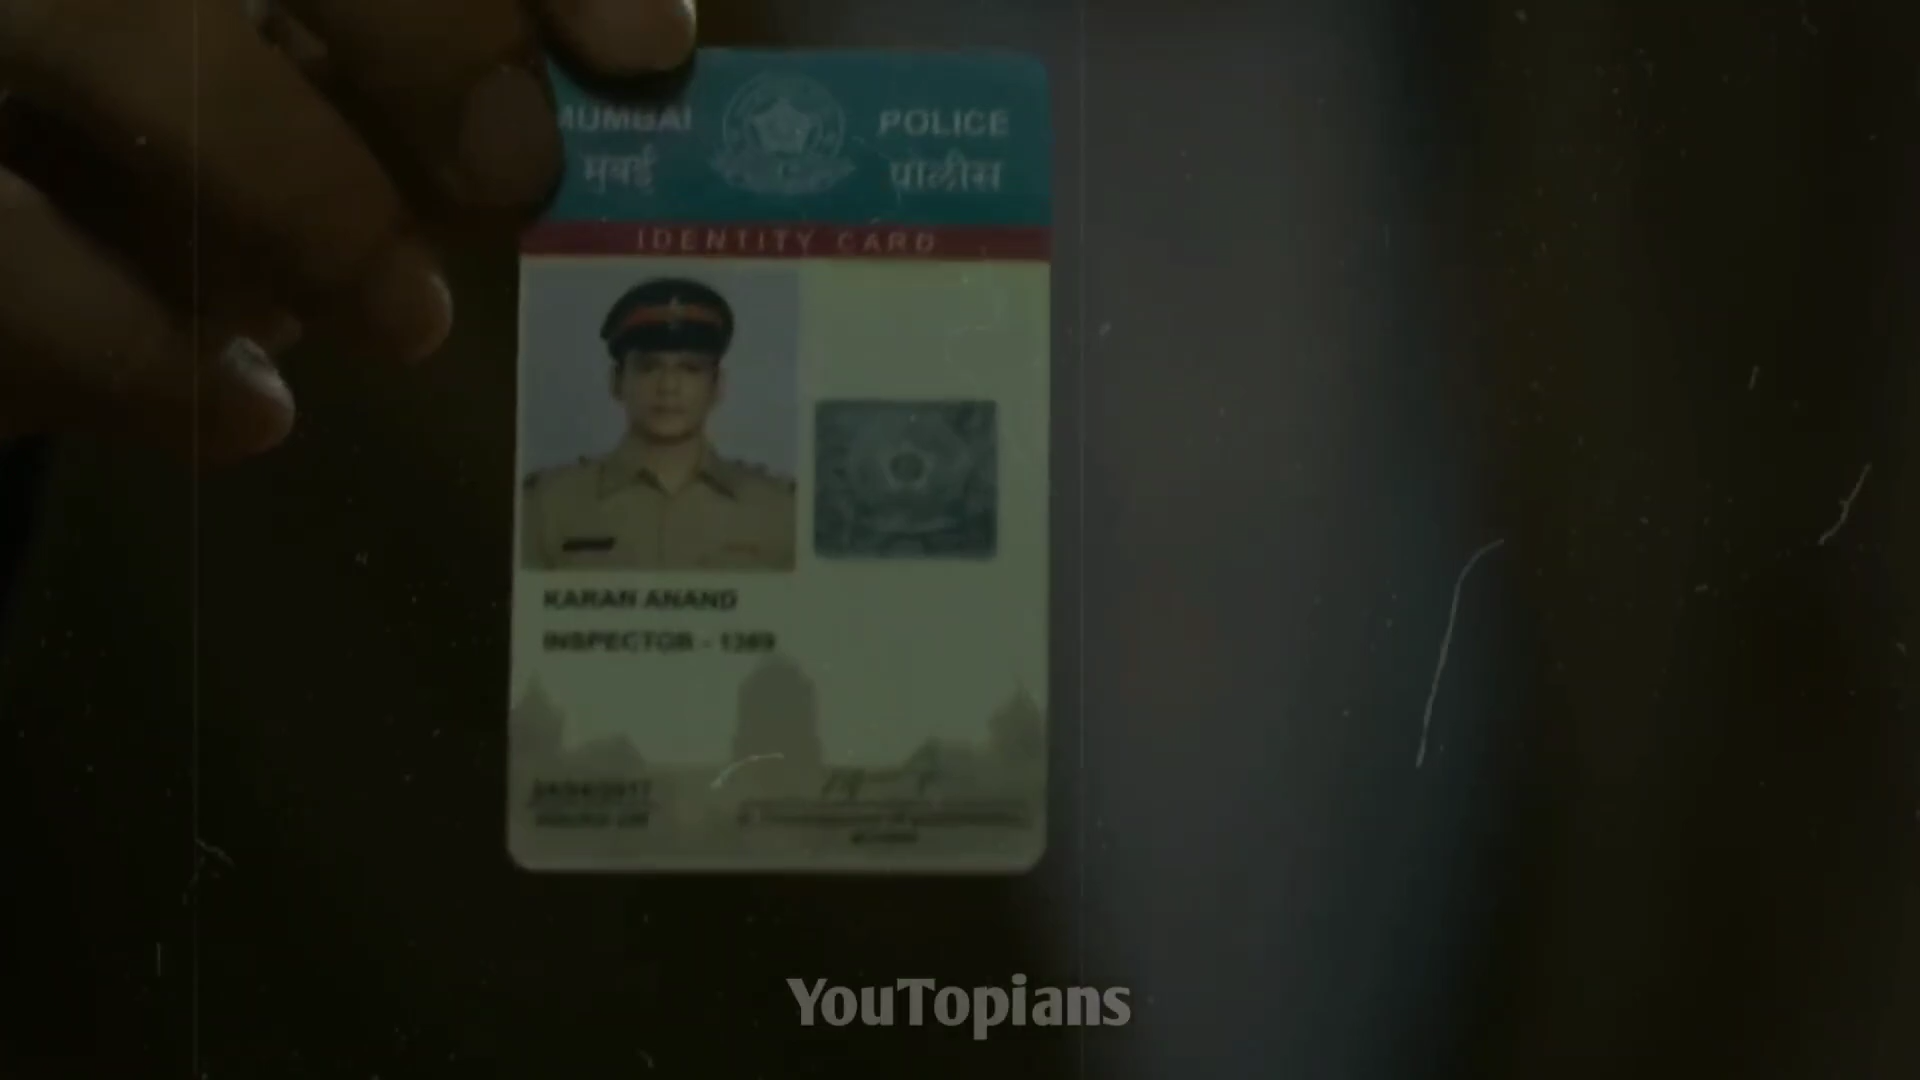 MUMBAI POLICE
मुंबई पोलीस
IDENTITY CARD
KARAN ANAND
INSPECTOR - 1389
YouTopians